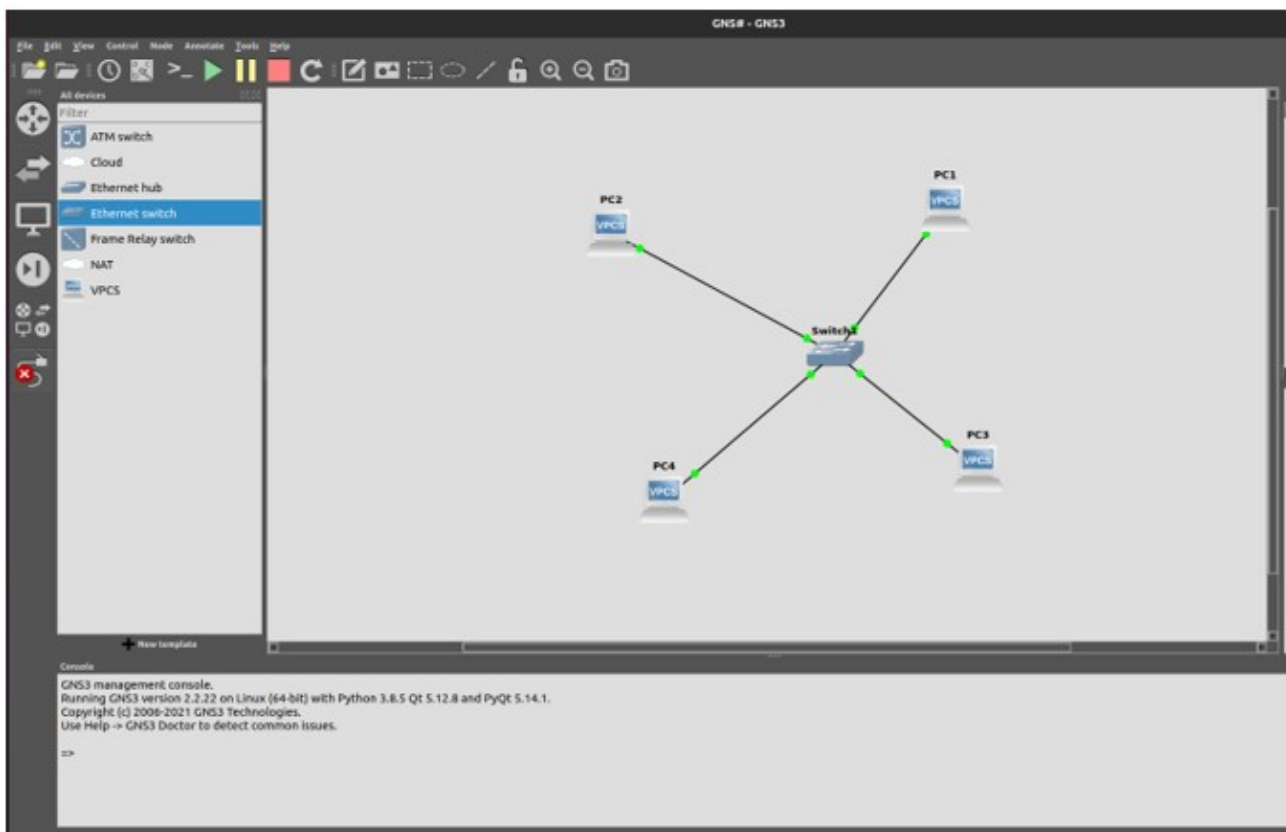 GNS# - GNS3
File Edit View Control Node Annotate Tools Help
All devices
Filter
ATM switch
Cloud
Ethernet hub
Ethernet switch
Frame Relay switch
NAT
VPCS
New template
PC2
VPCS
PC1
VPCS
Switch1
PC4
VPCS
PC3
VPCS
Console
GNS3 management console.
Running GNS3 version 2.2.22 on Linux (64-bit) with Python 3.8.5 Qt 5.12.8 and PyQt 5.14.1.
Copyright (c) 2006-2021 GNS3 Technologies.
Use Help -> GNS3 Doctor to detect common issues.
=>